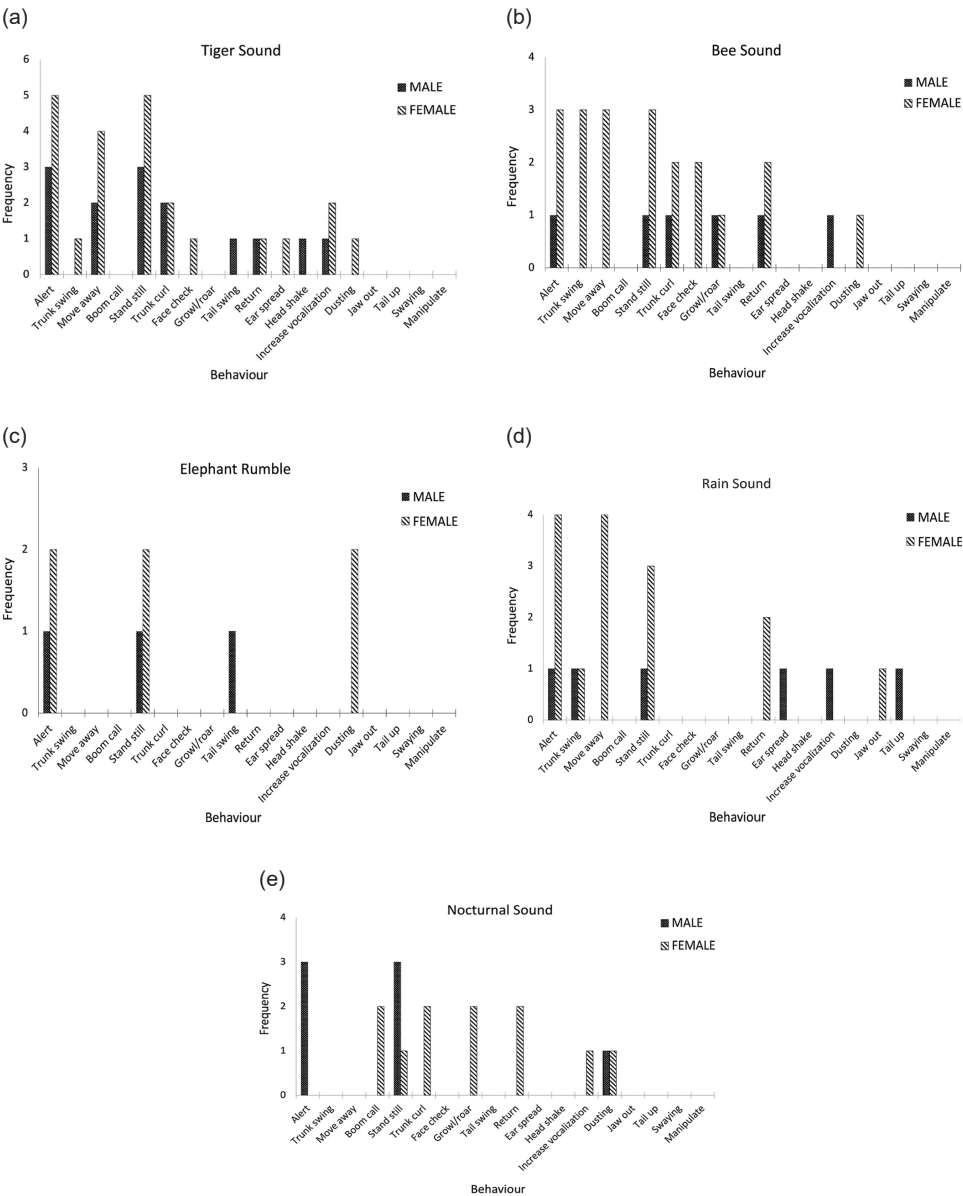 (a)
Tiger Sound
6
5
4
3
2
1
0
Frequency
MALE
FEMALE
Alert
Trunk swing
Move away
Boom call
Stand still
Trunk curl
Face check
Growl/roar
Tail swing
Return
Ear spread
Head shake
Increase vocalization
Dusting
Jaw out
Tail up
Swaying
Manipulate
Behaviour
(b)
Bee Sound
4
3
2
1
0
Frequency
MALE
FEMALE
Alert
Trunk swing
Move away
Boom call
Stand still
Trunk curl
Face check
Growl/roar
Tail swing
Return
Ear spread
Head shake
Increase vocalization
Dusting
Jaw out
Tail up
Swaying
Manipulate
Behaviour
(c)
Elephant Rumble
3
2
1
0
Frequency
MALE
FEMALE
Alert
Trunk swing
Move away
Boom call
Stand still
Trunk curl
Face check
Growl/roar
Tail swing
Return
Ear spread
Head shake
Increase vocalization
Dusting
Jaw out
Tail up
Swaying
Manipulate
Behaviour
(d)
Rain Sound
4
3
2
1
0
Frequency
MALE
FEMALE
Alert
Trunk swing
Move away
Boom call
Stand still
Trunk curl
Face check
Growl/roar
Tail swing
Return
Ear spread
Head shake
Increase vocalization
Dusting
Jaw out
Tail up
Swaying
Manipulate
Behaviour
(e)
Nocturnal Sound
4
3
2
1
0
Frequency
MALE
FEMALE
Alert
Trunk swing
Move away
Boom call
Stand still
Trunk curl
Face check
Growl/roar
Tail swing
Return
Ear spread
Head shake
Increase vocalization
Dusting
Jaw out
Tail up
Swaying
Manipulate
Behaviour